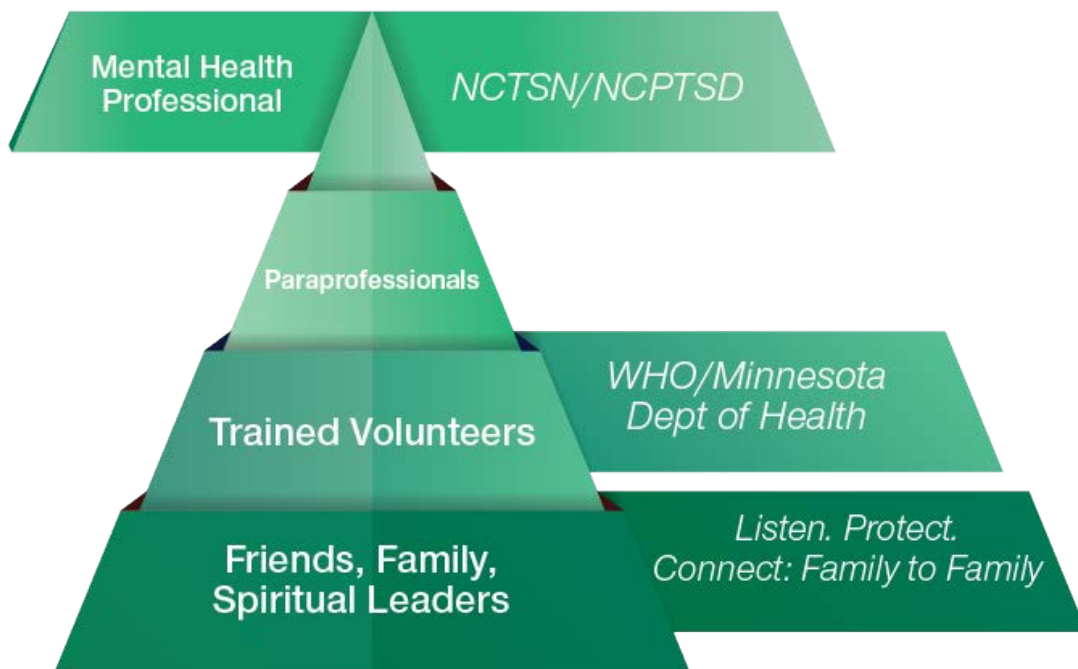 Mental Health
Professional
NCTSN/NCPTSD
Paraprofessionals
WHO/Minnesota
Dept of Health
Trained Volunteers
Listen. Protect.
Connect: Family to Family
Friends, Family,
Spiritual Leaders